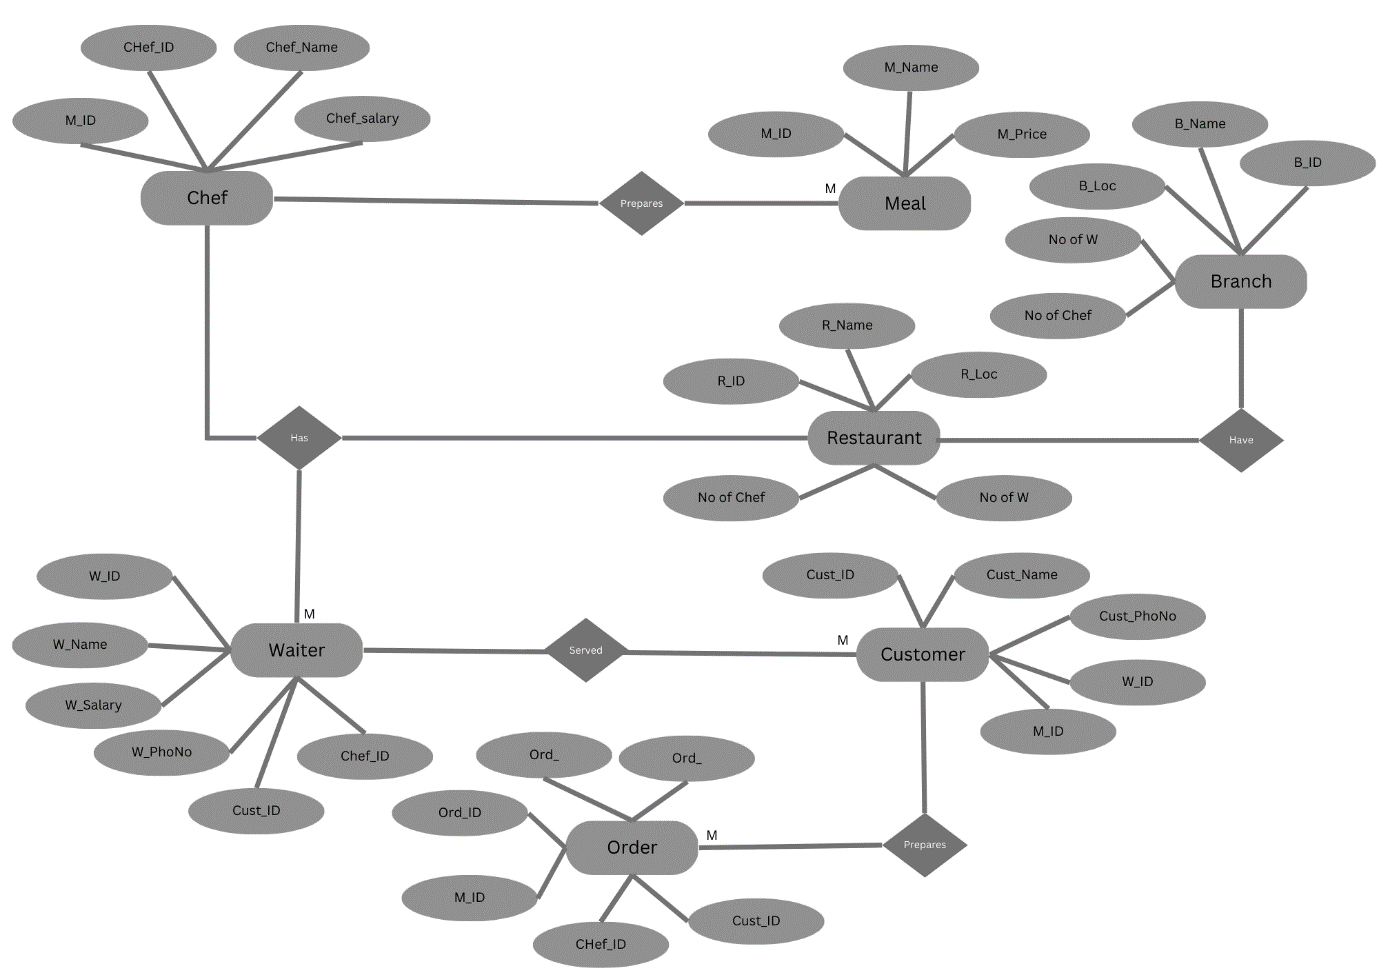 CHef_ID
Chef_Name
M_ID
Chef_salary
Chef
Prepares
M
M_Name
M_ID
M_Price
Meal
B_Name
B_ID
B_Loc
No of W
No of Chef
Branch
R_Name
R_ID
R_Loc
Restaurant
No of Chef
No of W
Has
Have
M
W_ID
W_Name
W_Salary
W_PhoNo
Cust_ID
Chef_ID
Waiter
Served
M
Cust_ID
Cust_Name
Cust_PhoNo
W_ID
M_ID
Customer
Ord_
Ord_
Ord_ID
M_ID
CHef_ID
Cust_ID
Order
M
Prepares